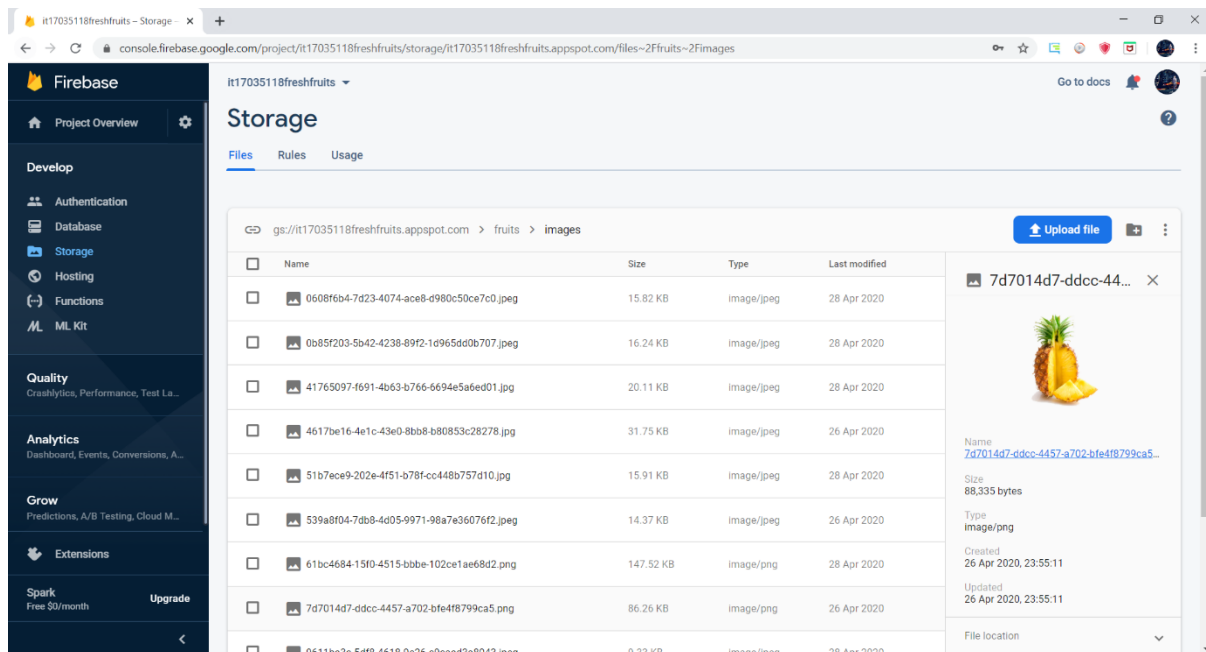 it17035118freshfruits – Storage –
console.firebase.google.com/project/it17035118freshfruits/storage/it17035118freshfruits.appspot.com/files~2Ffruits~2Fimages
Firebase
Project Overview
Develop
Authentication
Database
Storage
Hosting
Functions
ML Kit
Quality
Crashlytics, Performance, Test La...
Analytics
Dashboard, Events, Conversions, A...
Grow
Predictions, A/B Testing, Cloud M...
Extensions
Spark
Free $0/month
Upgrade
it17035118freshfruits
Go to docs
Storage
Files Rules Usage
gs://it17035118freshfruits.appspot.com > fruits > images
Upload file
Name Size Type Last modified
0608f6b4-7d23-4074-ace8-d980c50ce7c0.jpeg 15.82 KB image/jpeg 28 Apr 2020
0b85f203-5b42-4238-89f2-1d965dd0b707.jpeg 16.24 KB image/jpeg 28 Apr 2020
41765097-f691-4b63-b766-6694e5a6ed01.jpg 20.11 KB image/jpeg 28 Apr 2020
4617be16-4e1c-43e0-8bb8-b80853c28278.jpg 31.75 KB image/jpeg 26 Apr 2020
51b7ece9-202e-4f51-b78f-cc448b757d10.jpg 15.91 KB image/jpeg 28 Apr 2020
539a8f04-7db8-4d05-9971-98a7e36076f2.jpeg 14.37 KB image/jpeg 26 Apr 2020
61bc4684-15f0-4515-bbbe-102ce1ae68d2.png 147.52 KB image/png 28 Apr 2020
7d7014d7-ddcc-4457-a702-bfe4f8799ca5.png 86.26 KB image/png 26 Apr 2020
7d7014d7-ddcc-44...
Name
7d7014d7-ddcc-4457-a702-bfe4f8799ca5...
Size
88,335 bytes
Type
image/png
Created
26 Apr 2020, 23:55:11
Updated
26 Apr 2020, 23:55:11
File location